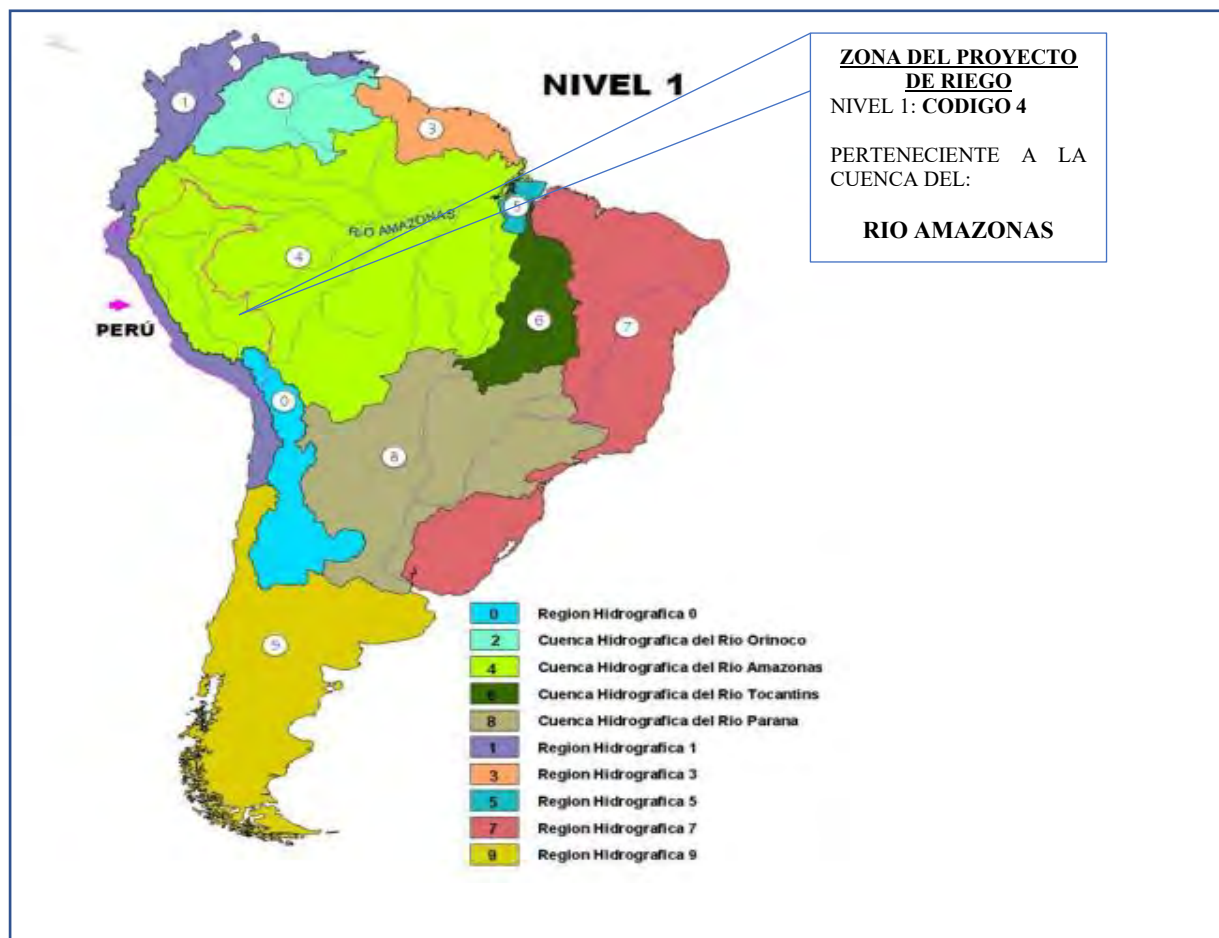 NIVEL 1
ZONA DEL PROYECTO
DE RIEGO
NIVEL 1: CODIGO 4
PERTENECIENTE A LA
CUENCA DEL:
RIO AMAZONAS
1
2
3
5
RIO AMAZONAS
4
PERÚ
6
7
0
8
9
0 Region Hidrografica 0
2 Cuenca Hidrografica del Rio Orinoco
4 Cuenca Hidrografica del Rio Amazonas
6 Cuenca Hidrografica del Rio Tocantins
8 Cuenca Hidrografica del Rio Parana
1 Region Hidrografica 1
3 Region Hidrografica 3
5 Region Hidrografica 5
7 Region Hidrografica 7
9 Region Hidrografica 9